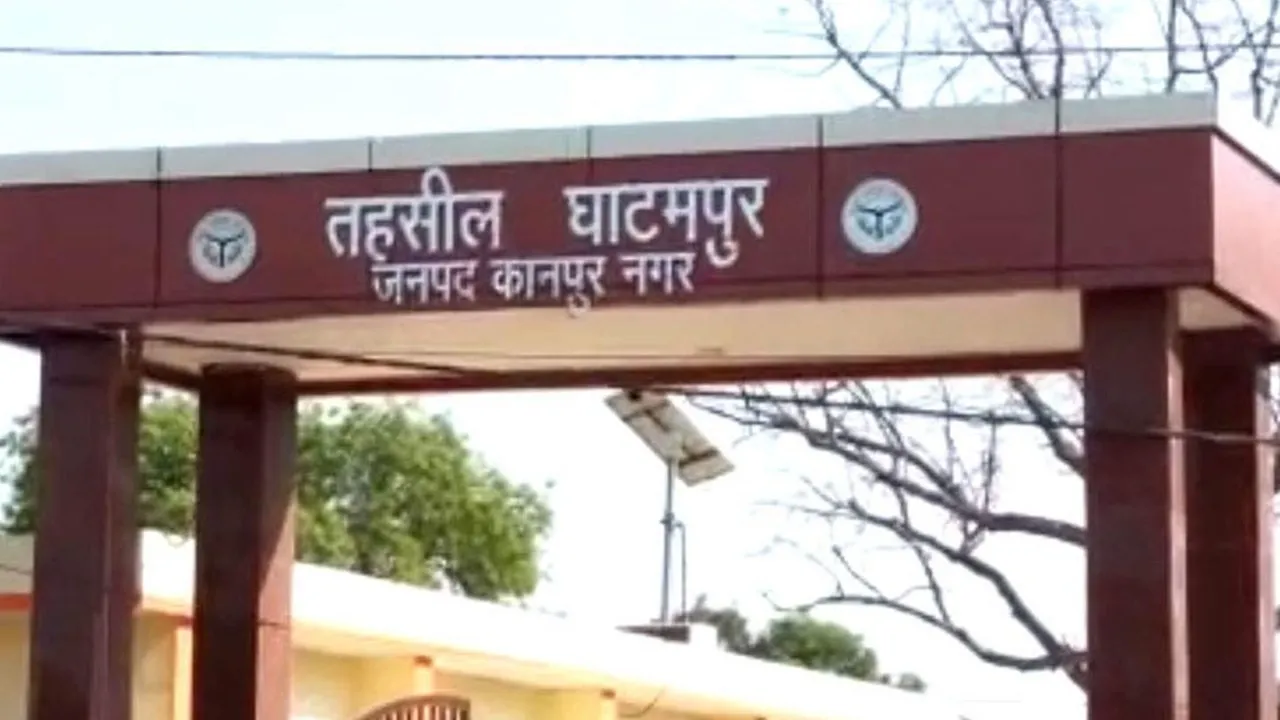 तहसील घाटमपुर
जनपद कानपुर नगर